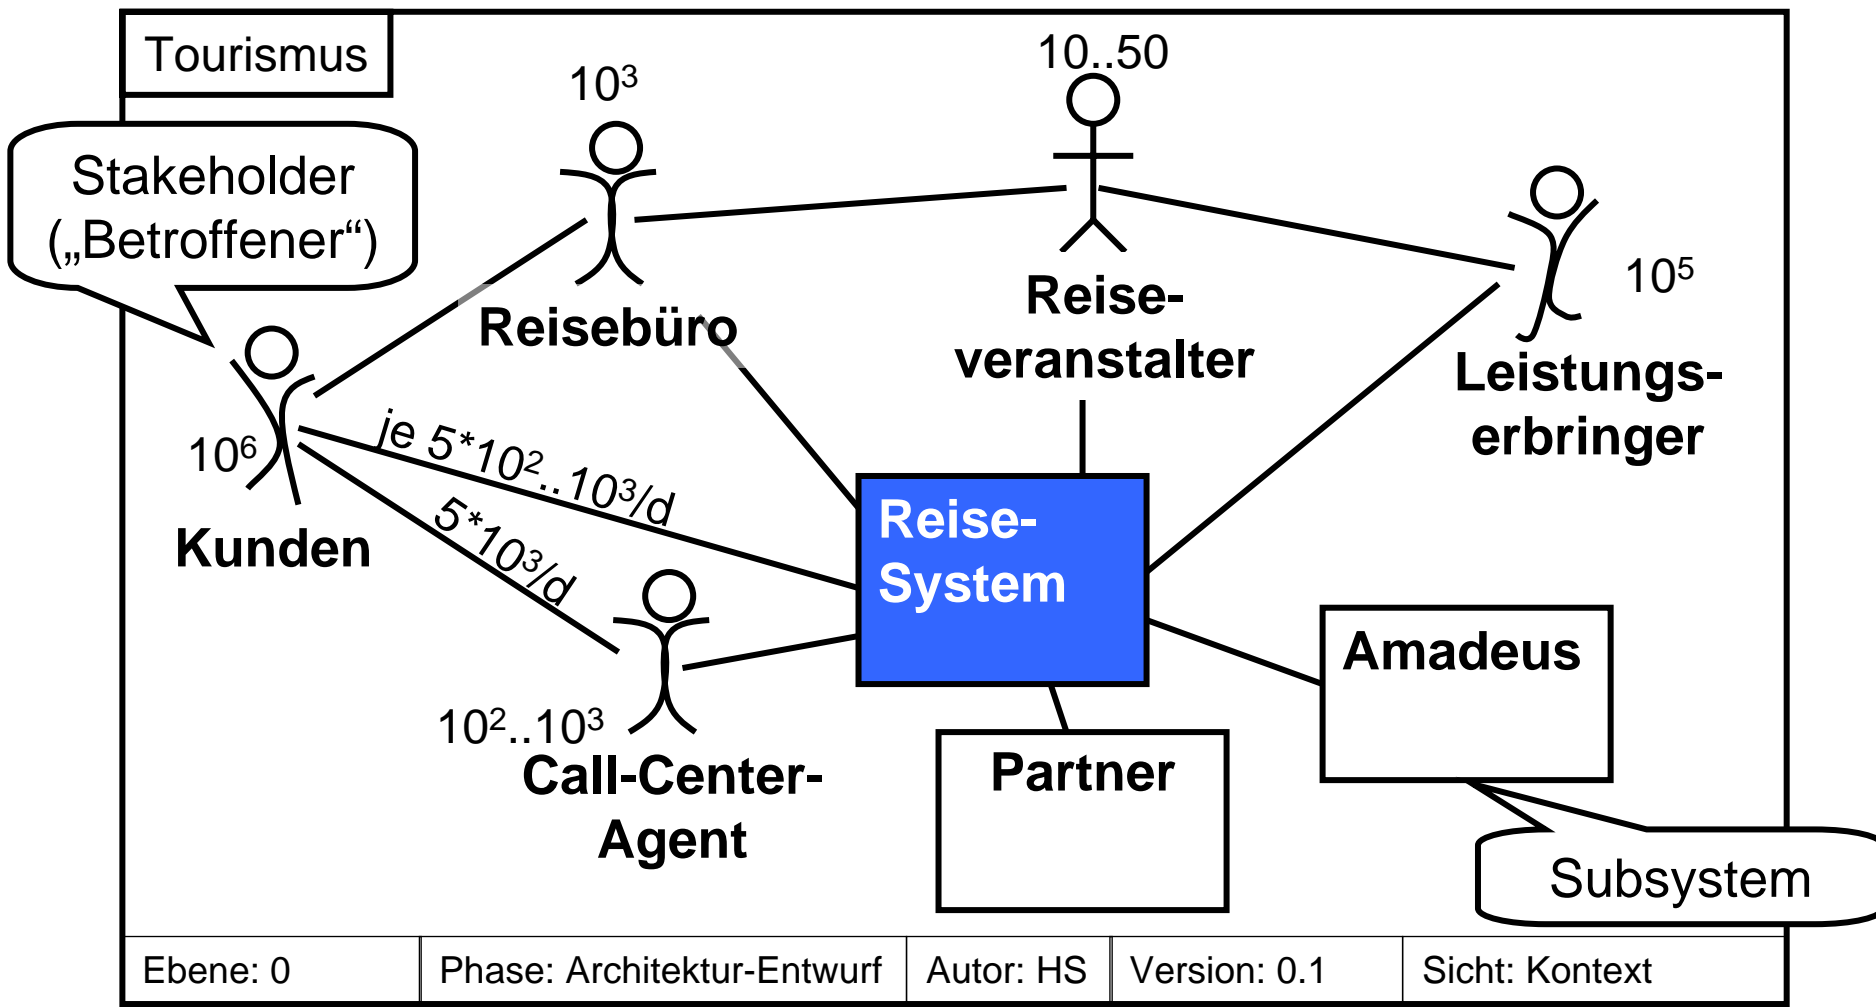 Tourismus
10³
10..50
Stakeholder
(„Betroffener“)
10⁵
Reisebüro
Reise-
veranstalter
Leistungs-
erbringer
10⁶
je 5*10²..10³/d
5*10³/d
Kunden
Reise-
System
Amadeus
10²..10³
Call-Center-
Agent
Partner
Subsystem
Ebene: 0
Phase: Architektur-Entwurf
Autor: HS
Version: 0.1
Sicht: Kontext